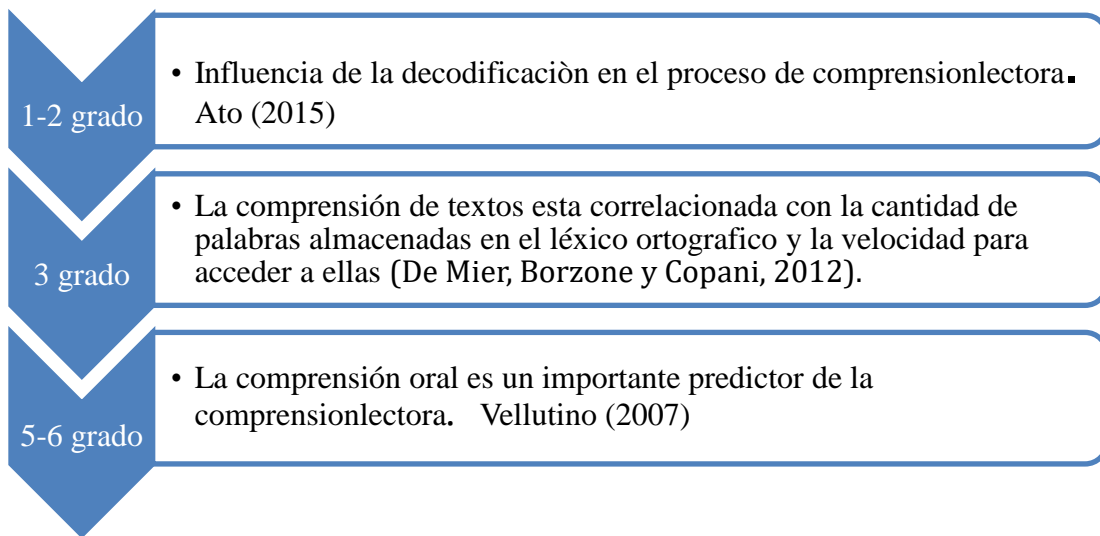 1-2 grado
• Influencia de la decodificaciòn en el proceso de comprensionlectora.
Ato (2015)
3 grado
• La comprensión de textos esta correlacionada con la cantidad de
palabras almacenadas en el léxico ortografico y la velocidad para
acceder a ellas (De Mier, Borzone y Copani, 2012).
5-6 grado
• La comprensión oral es un importante predictor de la
comprensionlectora. Vellutino (2007)